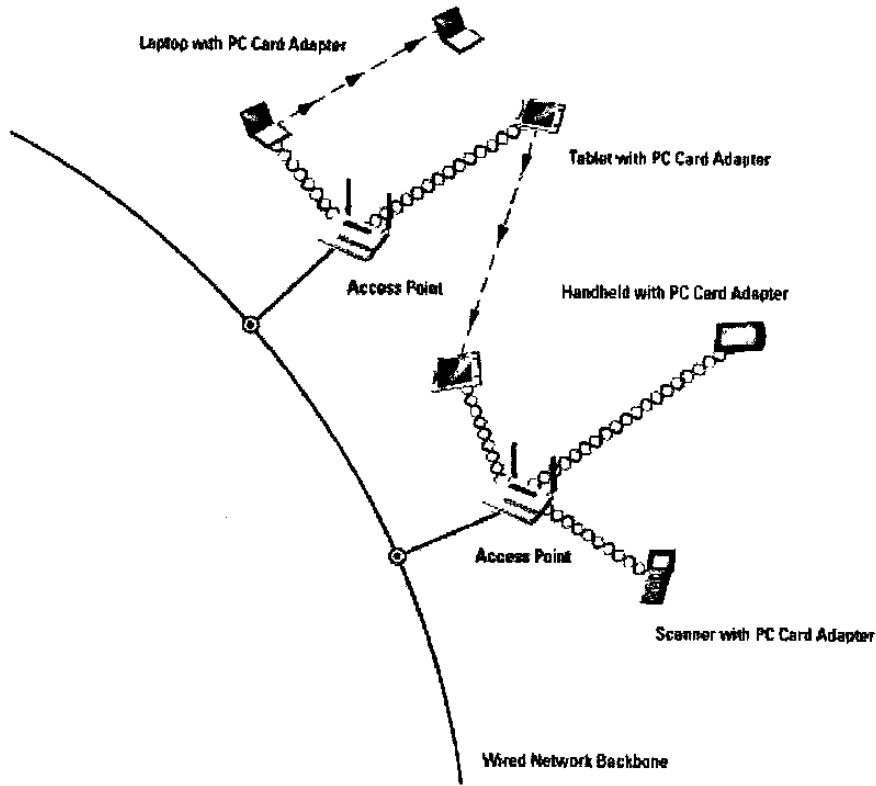 Laptop with PC Card Adapter
Tablet with PC Card Adapter
Access Point
Handheld with PC Card Adapter
Access Point
Scanner with PC Card Adapter
Wired Network Backbone